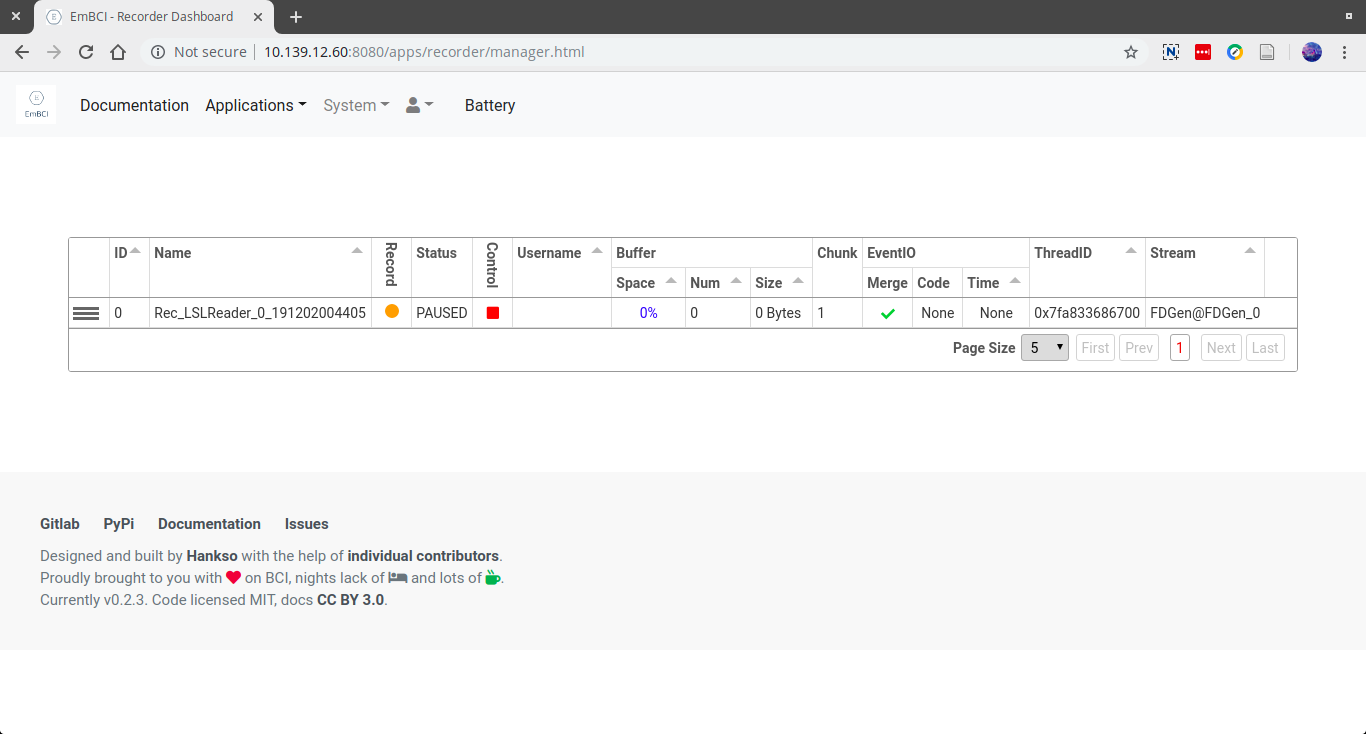 EmBCI - Recorder Dashboard
Not secure 10.139.12.60:8080/apps/recorder/manager.html
EmBCI Documentation Applications System Battery
ID Name Record Status Control Username Buffer Chunk EventIO ThreadID Stream
Space Num Size Merge Code Time
0 Rec_LSLReader_0_191202004405 PAUSED 0% 0 0 Bytes 1 None None 0x7fa833686700 FDGen@FDGen_0
Page Size 5 First Prev 1 Next Last
Gitlab PyPi Documentation Issues
Designed and built by Hankso with the help of individual contributors.
Proudly brought to you with on BCI, nights lack of and lots of .
Currently v0.2.3. Code licensed MIT, docs CC BY 3.0.